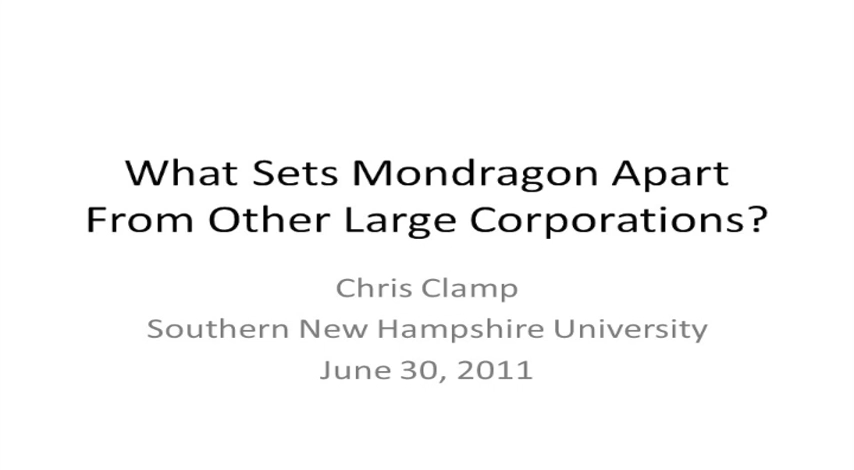 What Sets Mondragon Apart
From Other Large Corporations?
Chris Clamp
Southern New Hampshire University
June 30, 2011